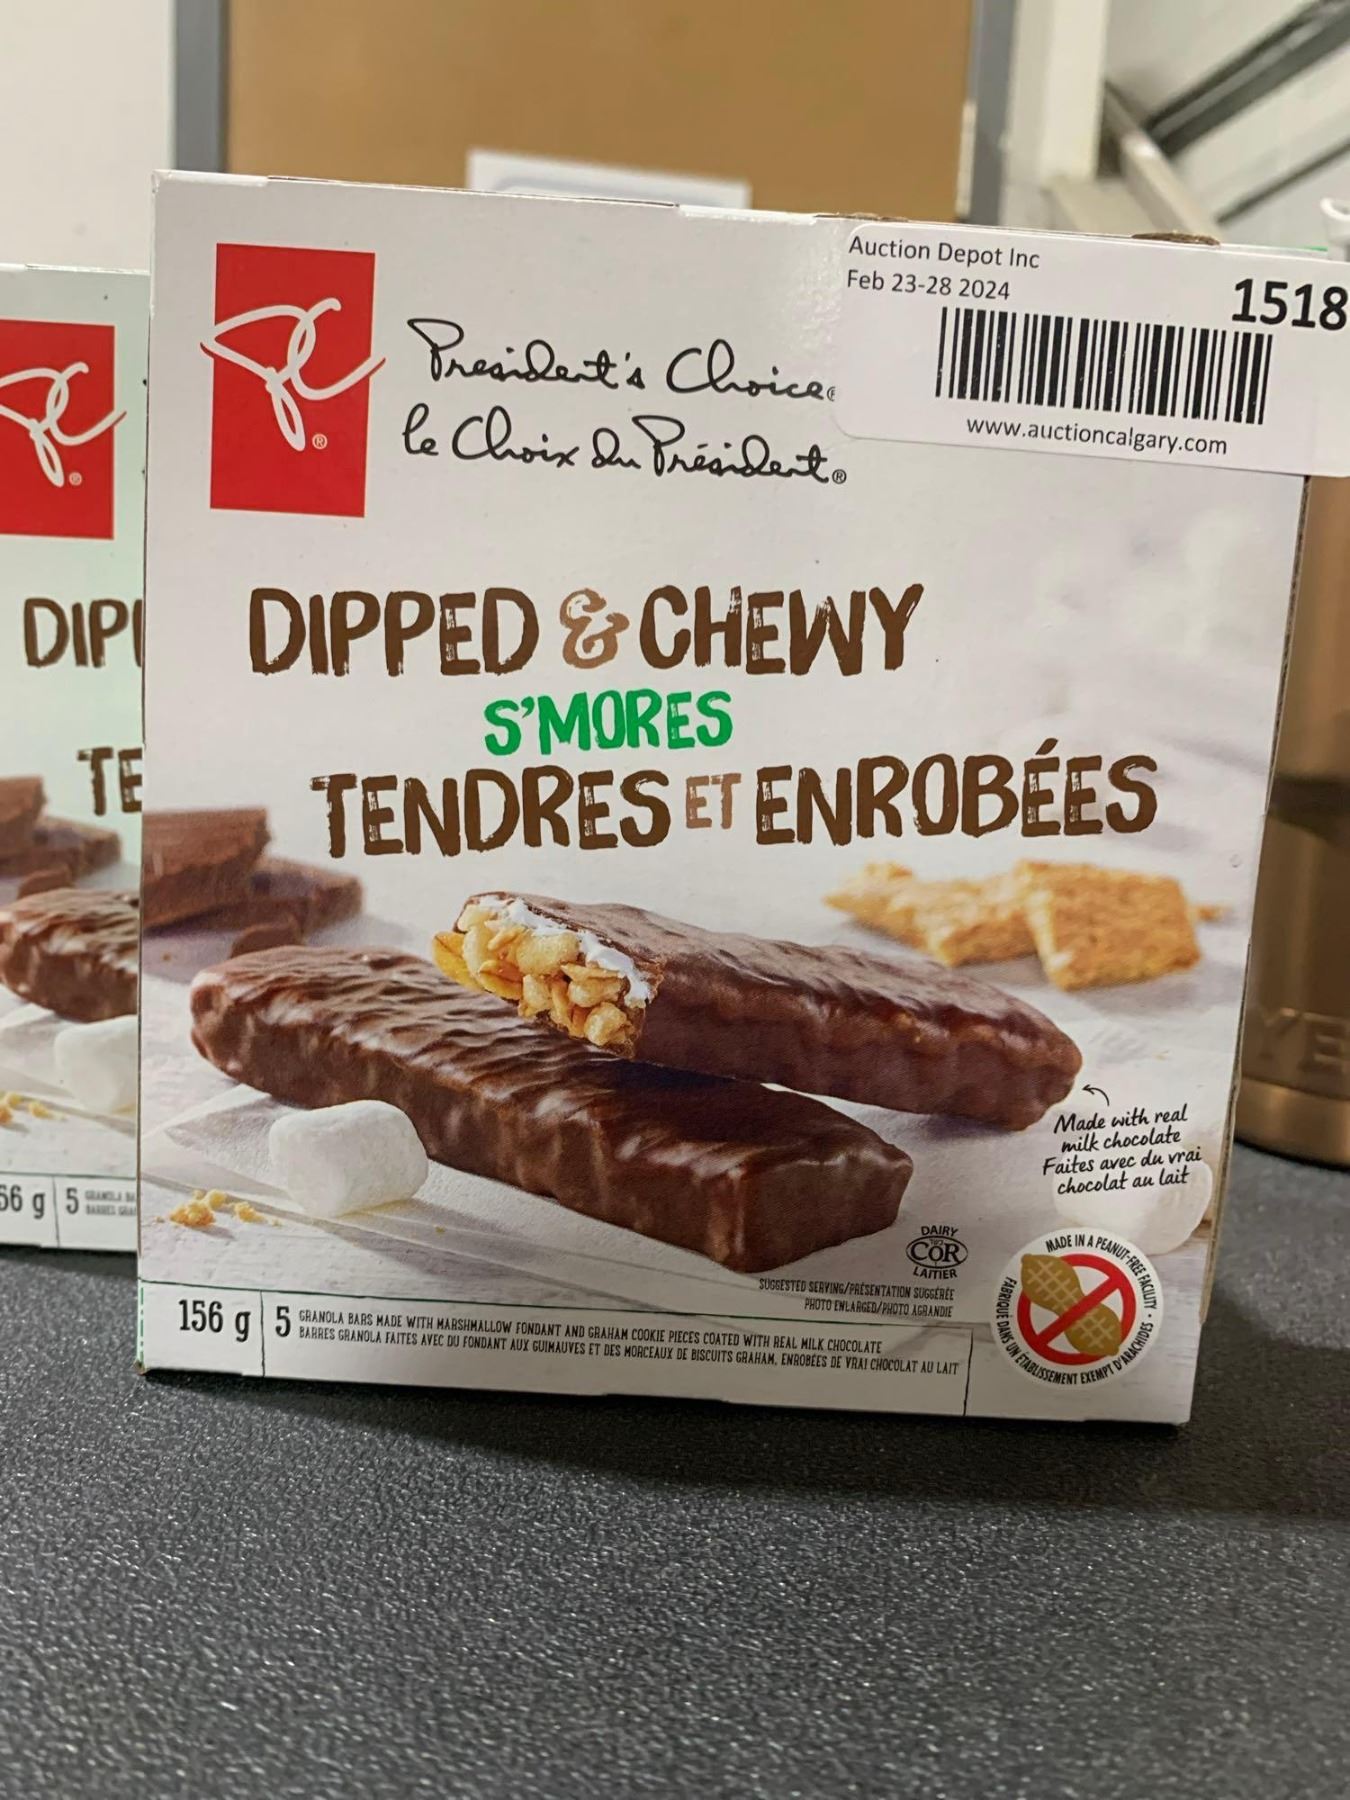 Auction Depot Inc
Feb 23-28 2024
1518
www.auctioncalgary.com
PC®
President's Choice
le Choix du Président®
DIPPED & CHEWY
S'MORES
TENDRES ET ENROBÉES
Made with real
milk chocolate
Faites avec du vrai
chocolat au lait
DAIRY
COR
LAITIER
SUGGESTED SERVING/PRÉSENTATION SUGGÉRÉE
PHOTO ENLARGED/PHOTO AGRANDIE
MADE IN A PEANUT-FREE FACILITY •
FABRIQUÉ DANS UN ÉTABLISSEMENT EXEMPT D'ARACHIDES •
156 g
5
GRANOLA BARS MADE WITH MARSHMALLOW FONDANT AND GRAHAM COOKIE PIECES COATED WITH REAL MILK CHOCOLATE
BARRES GRANOLA FAITES AVEC DU FONDANT AUX GUIMAUVES ET DES MORCEAUX DE BISCUITS GRAHAM, ENROBÉES DE VRAI CHOCOLAT AU LAIT
PC®
DIP
TE
56 g
5
YE